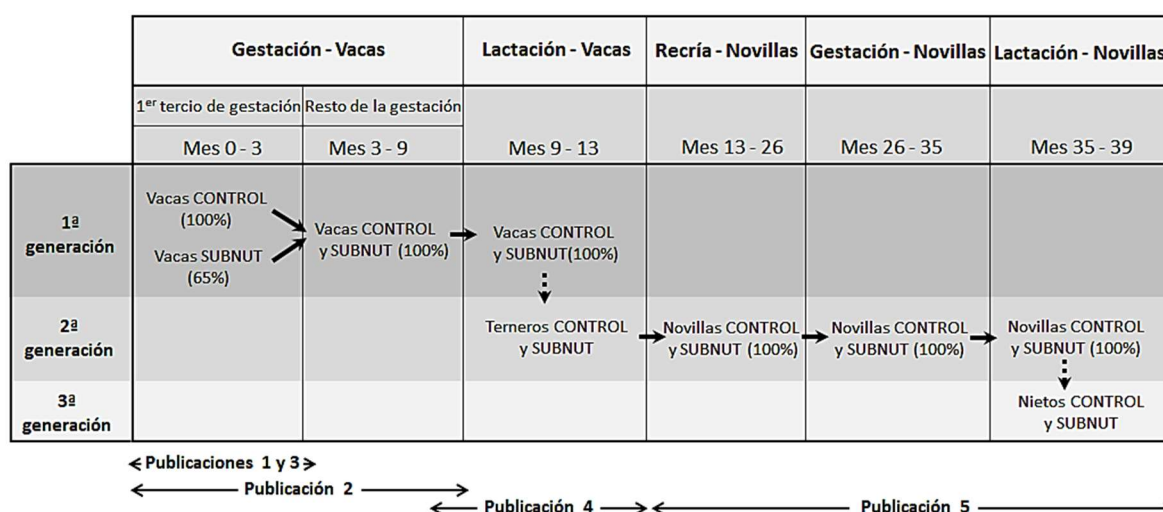 Gestación - Vacas
Lactación - Vacas
Recría - Novillas
Gestación - Novillas
Lactación - Novillas
1er tercio de gestación
Resto de la gestación
Mes 0 - 3
Mes 3 - 9
Mes 9 - 13
Mes 13 - 26
Mes 26 - 35
Mes 35 - 39
1ª
generación
Vacas CONTROL
(100%)
Vacas SUBNUT
(65%)
Vacas CONTROL
y SUBNUT (100%)
Vacas CONTROL
y SUBNUT(100%)
2ª
generación
Terneros CONTROL
y SUBNUT
Novillas CONTROL
y SUBNUT (100%)
Novillas CONTROL
y SUBNUT (100%)
Novillas CONTROL
y SUBNUT (100%)
3ª
generación
Nietos CONTROL
y SUBNUT
Publicaciones 1 y 3
Publicación 2
Publicación 4
Publicación 5